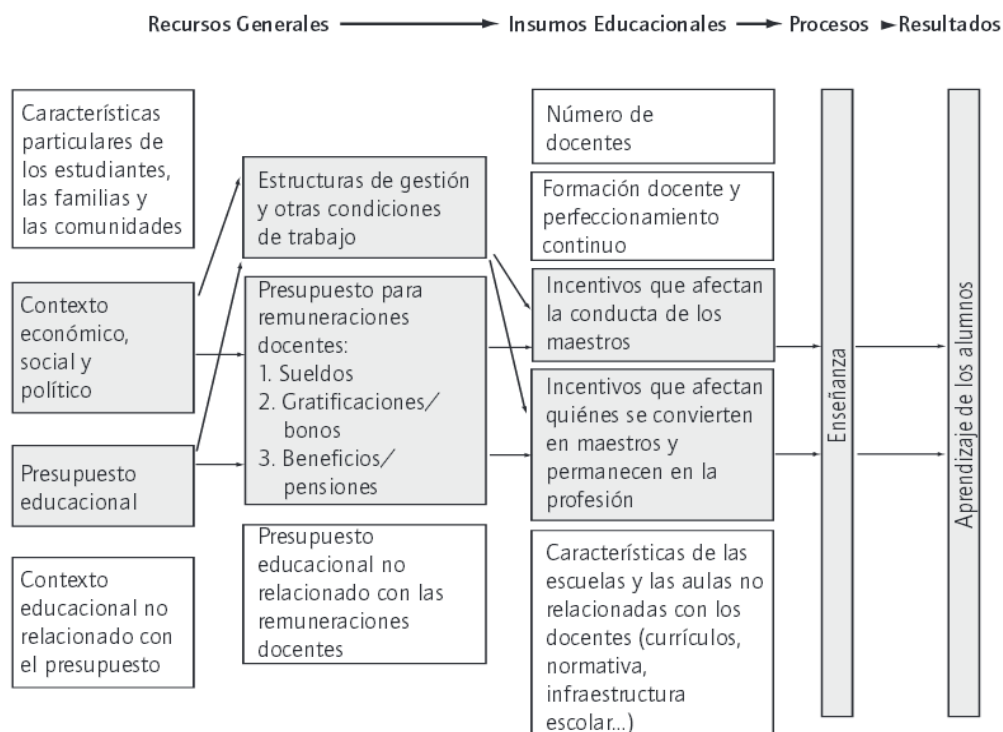 Recursos Generales
Insumos Educacionales
Procesos
Resultados
Características
particulares de
los estudiantes,
las familias y
las comunidades
Contexto
económico,
social y
político
Presupuesto
educacional
Contexto
educacional no
relacionado con
el presupuesto
Estructuras de gestión
y otras condiciones
de trabajo
Presupuesto para
remuneraciones
docentes:
1. Sueldos
2. Gratificaciones/
bonos
3. Beneficios/
pensiones
Presupuesto
educacional no
relacionado con las
remuneraciones
docentes
Número de
docentes
Formación docente y
perfeccionamiento
continuo
Incentivos que afectan
la conducta de los
maestros
Incentivos que afectan
quiénes se convierten
en maestros y
permanecen en la
profesión
Características de las
escuelas y las aulas no
relacionadas con los
docentes (currículos,
normativa,
infraestructura
escolar...)
Enseñanza
Aprendizaje de los alumnos